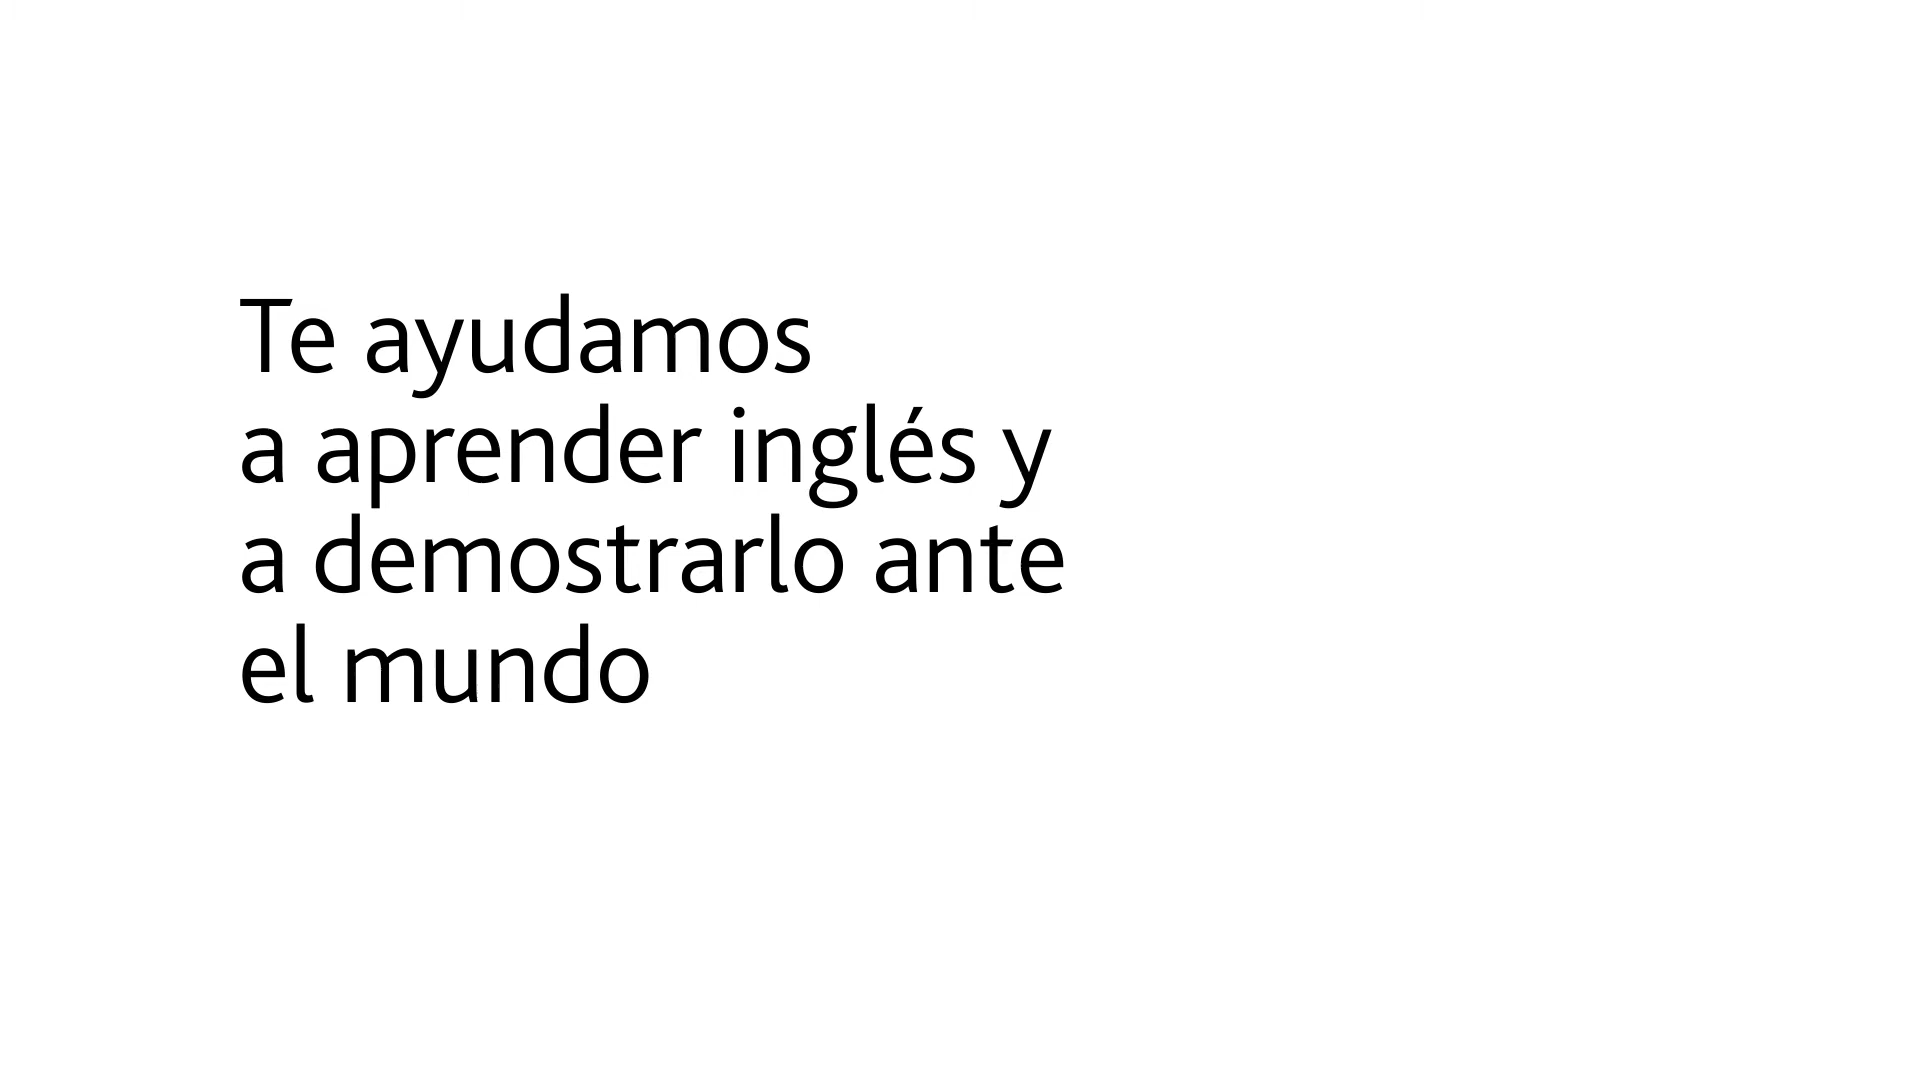 Te ayudamos
a aprender inglés y
a demostrarlo ante
el mundo